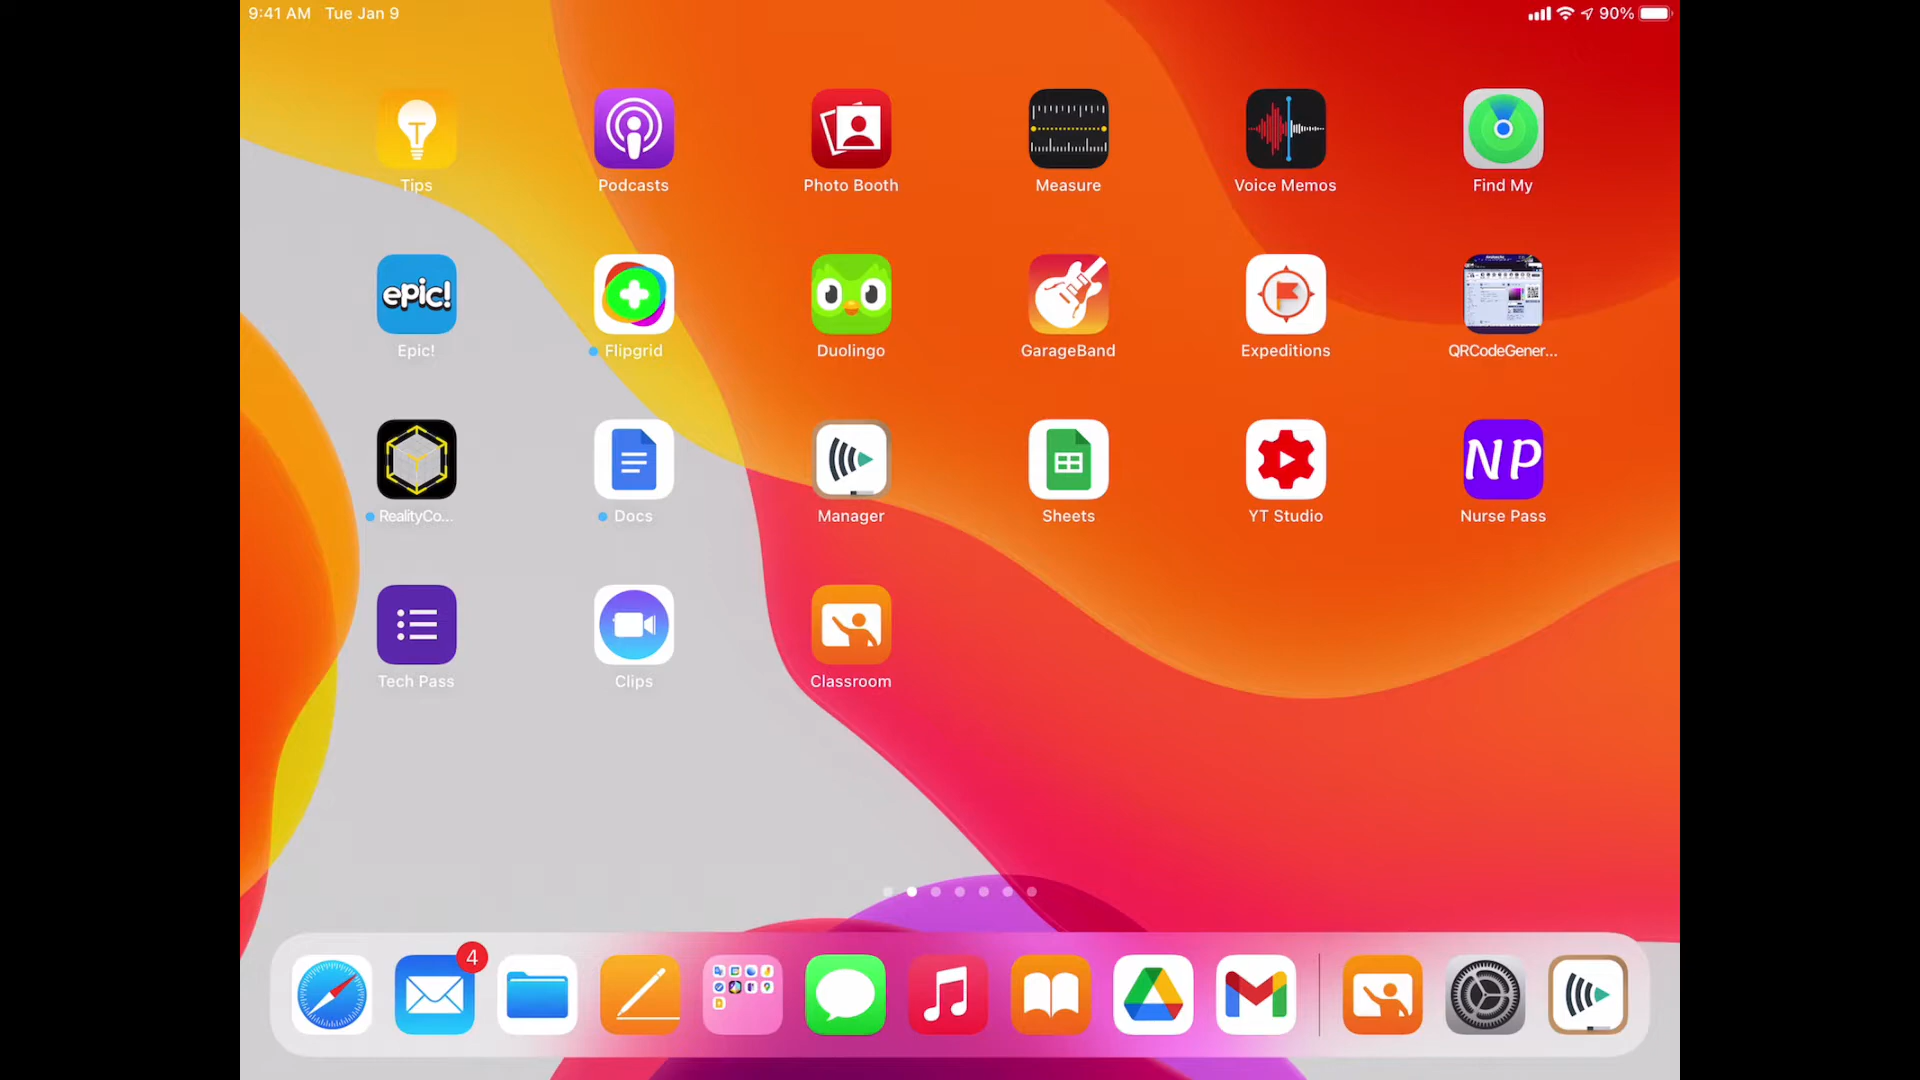 9:41 AM Tue Jan 9 90%
Tips Podcasts Photo Booth Measure Voice Memos Find My
epic!
Epic! Flipgrid Duolingo GarageBand Expeditions QRCodeGener...
NP
RealityCo... Docs Manager Sheets YT Studio Nurse Pass
Tech Pass Clips Classroom
4